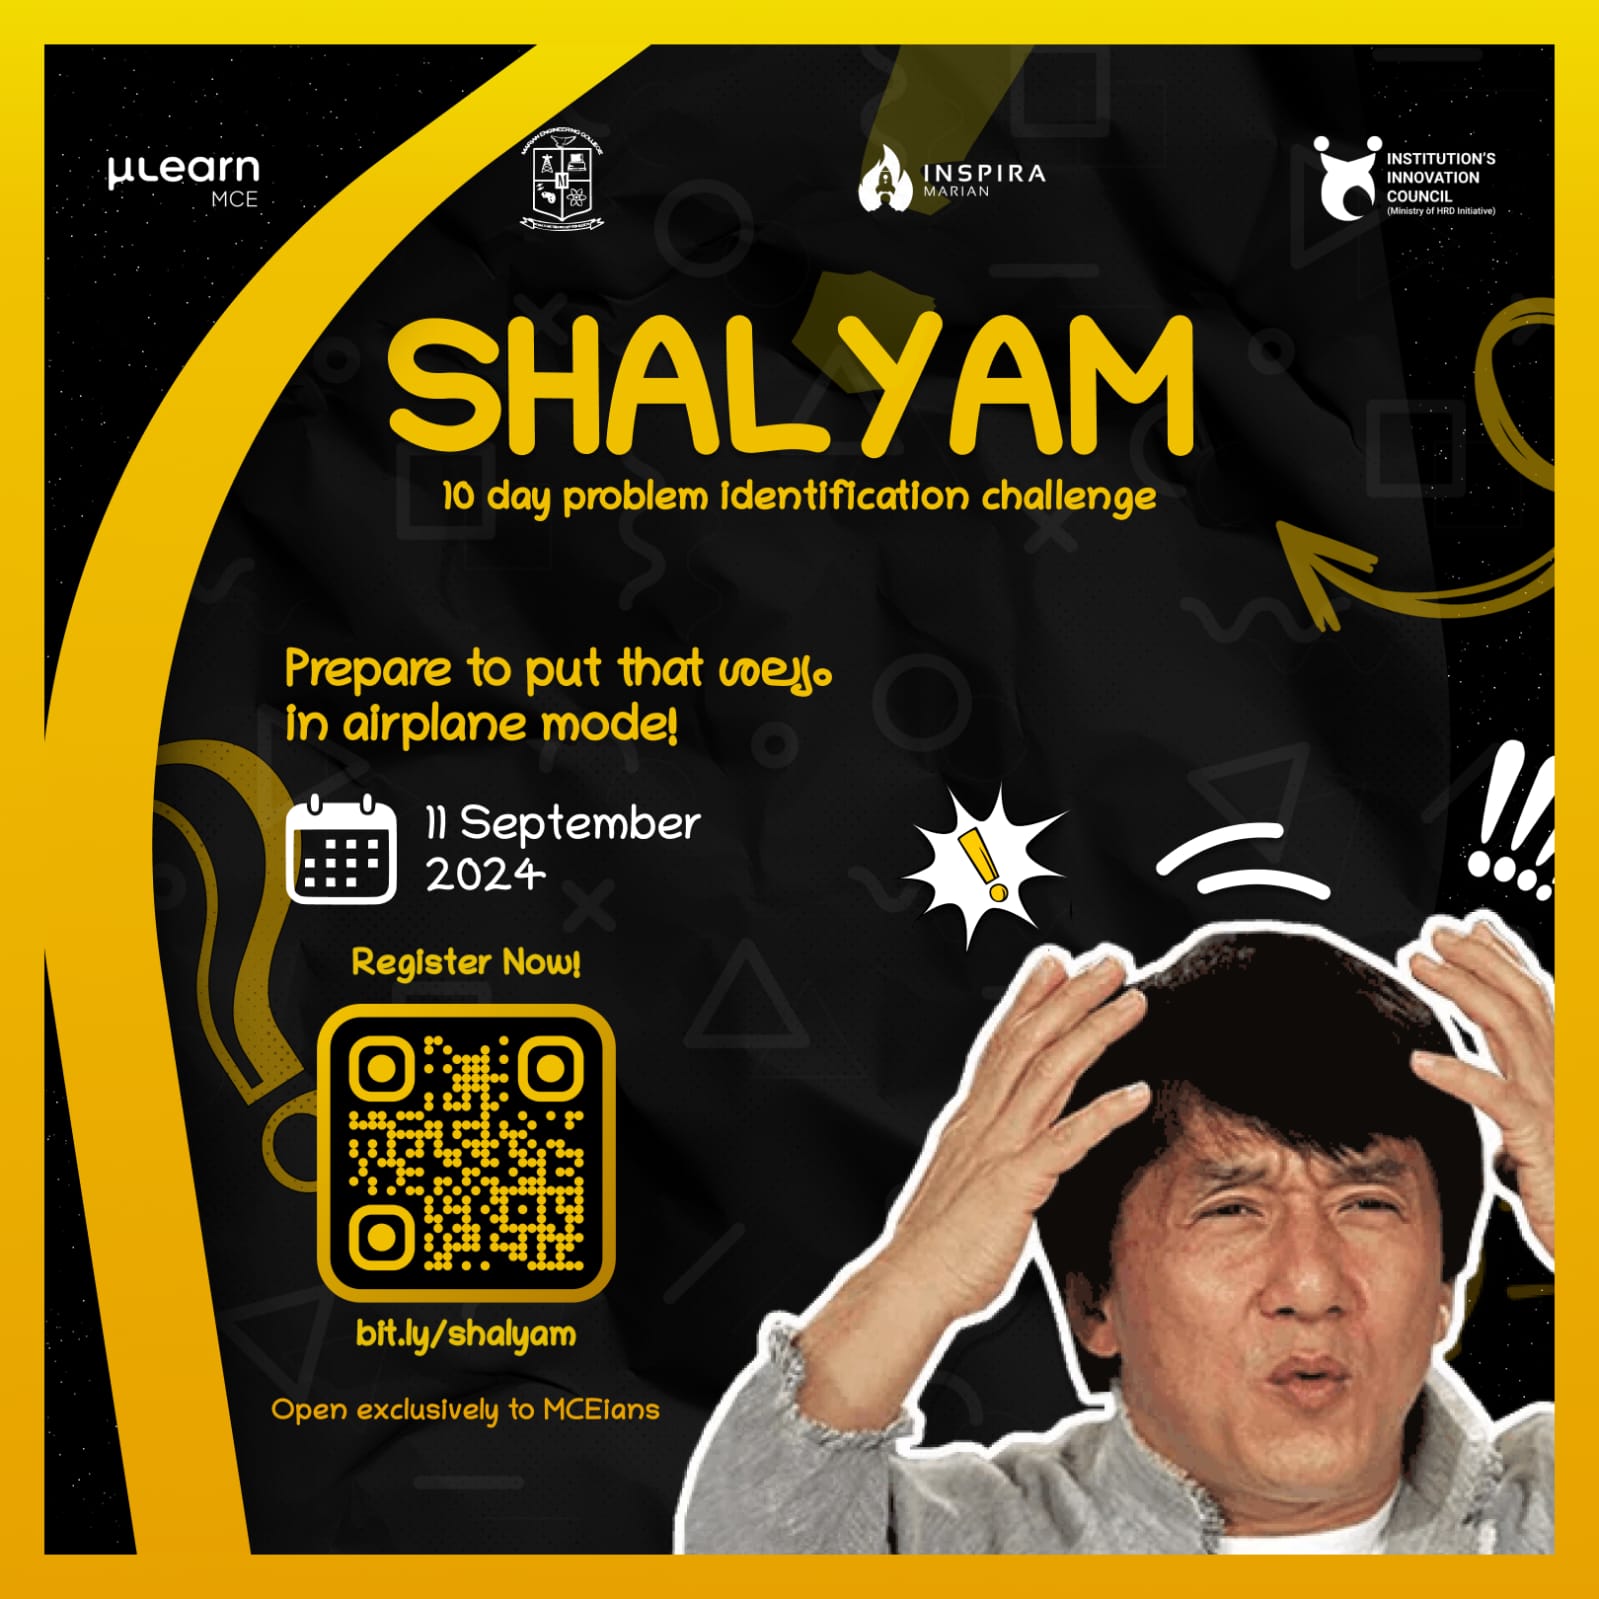 µLearn
MCE
MARIAN ENGINEERING COLLEGE
INSPIRA
MARIAN
INSTITUTION'S
INNOVATION
COUNCIL
(Ministry of HRD Initiative)
SHALYAM
10 day problem identification challenge
Prepare to put that ശല്യം
in airplane mode!
11 September
2024
Register Now!
bit.ly/shalyam
Open exclusively to MCEians